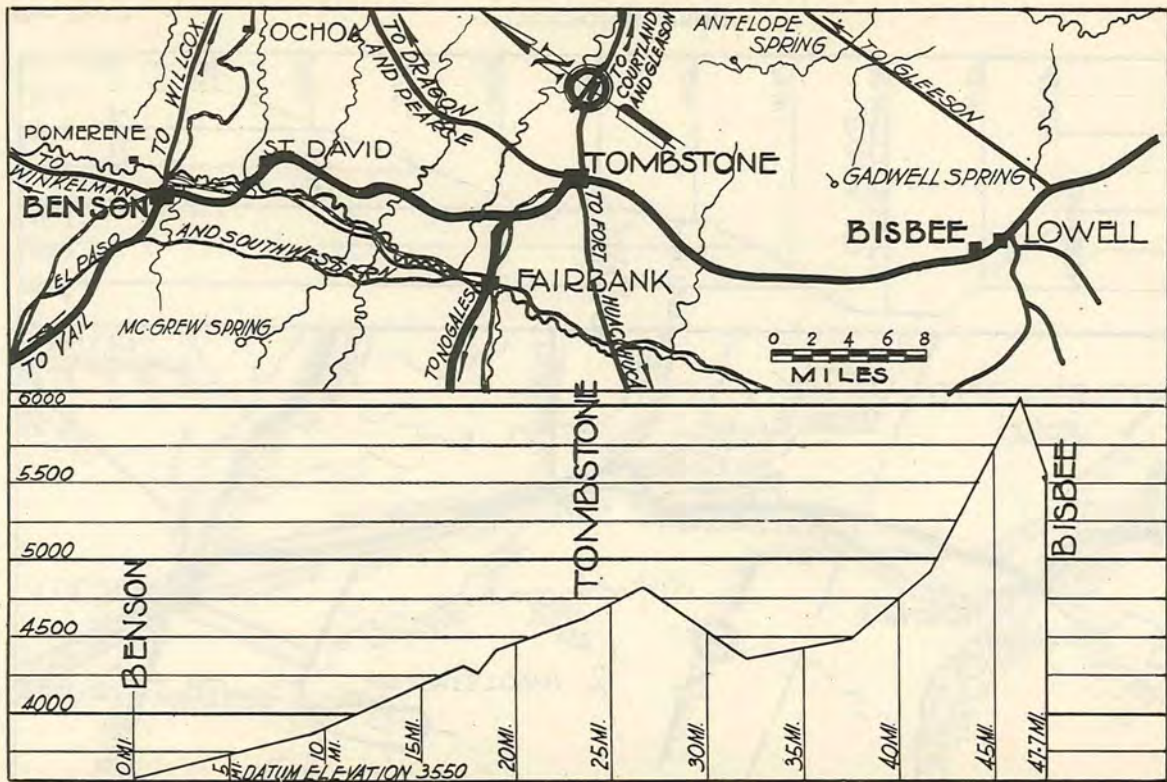 OCHOA
ANTELOPE
SPRING
TO WILLCOX
TO DRAGON
AND PEARCE
N
TO
COURTLAND
AND GLEASON
TO GLEESON
POMERENE
ST. DAVID
TOMBSTONE
TO
WINKELMAN
GADWELL SPRING
BENSON
BISBEE
LOWELL
EL PASO
AND SOUTHWESTERN
FAIRBANK
TO FORT HUACHUCA
TO VAIL
MC·GREW SPRING
TO NOGALES
0 2 4 6 8
MILES
6000
5500
5000
4500
4000
BENSON
TOMBSTONE
BISBEE
0 MI.
5 MI.
10 MI.
15 MI.
20 MI.
25 MI.
30 MI.
35 MI.
40 MI.
45 MI.
47.7 MI.
DATUM ELEVATION 3550